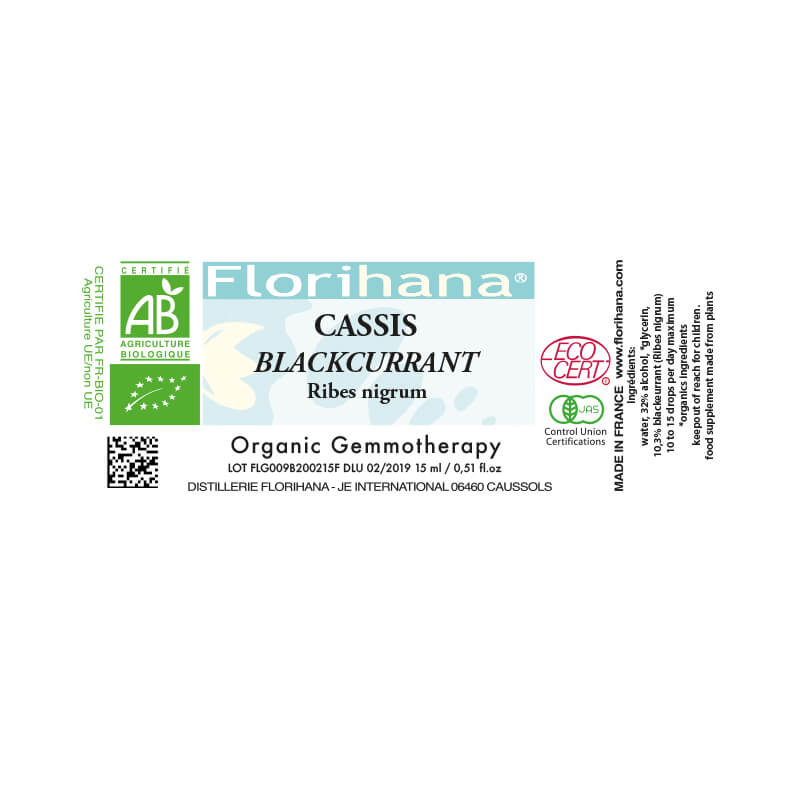 CERTIFIE PAR FR-BIO-01
Agriculture UE/non UE
CERTIFIÉ
AB
AGRICULTURE
BIOLOGIQUE
Florihana®
CASSIS
BLACKCURRANT
Ribes nigrum
Organic Gemmotherapy
LOT FLG009B200215F DLU 02/2019 15 ml / 0,51 fl.oz
DISTILLERIE FLORIHANA - JE INTERNATIONAL 06460 CAUSSOLS
ECO
CERT
JAS
Control Union
Certifications
MADE IN FRANCE www.florihana.com
Ingrédients:
water, 32% alcohol, *glycerin,
10,3% blackcurrant (Ribes nigrum)
10 to 15 drops per day maximum
*organics ingredients
keepout of reach for children.
food supplement made from plants